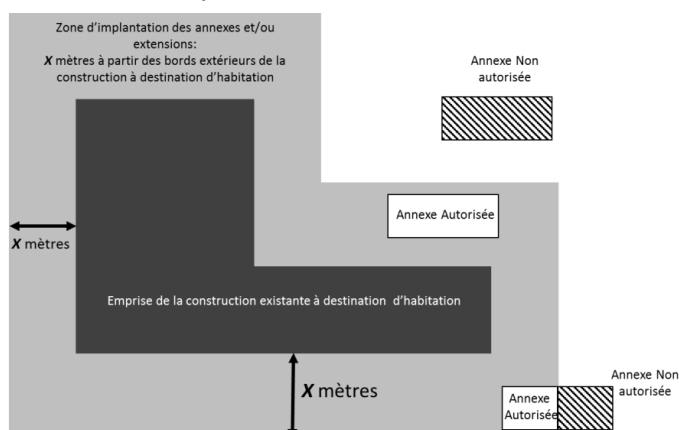 Zone d’implantation des annexes et/ou
extensions:
X mètres à partir des bords extérieurs de la
construction à destination d’habitation
Annexe Non
autorisée
Annexe Autorisée
X mètres
Emprise de la construction existante à destination d’habitation
X mètres
Annexe
Autorisée
Annexe Non
autorisée